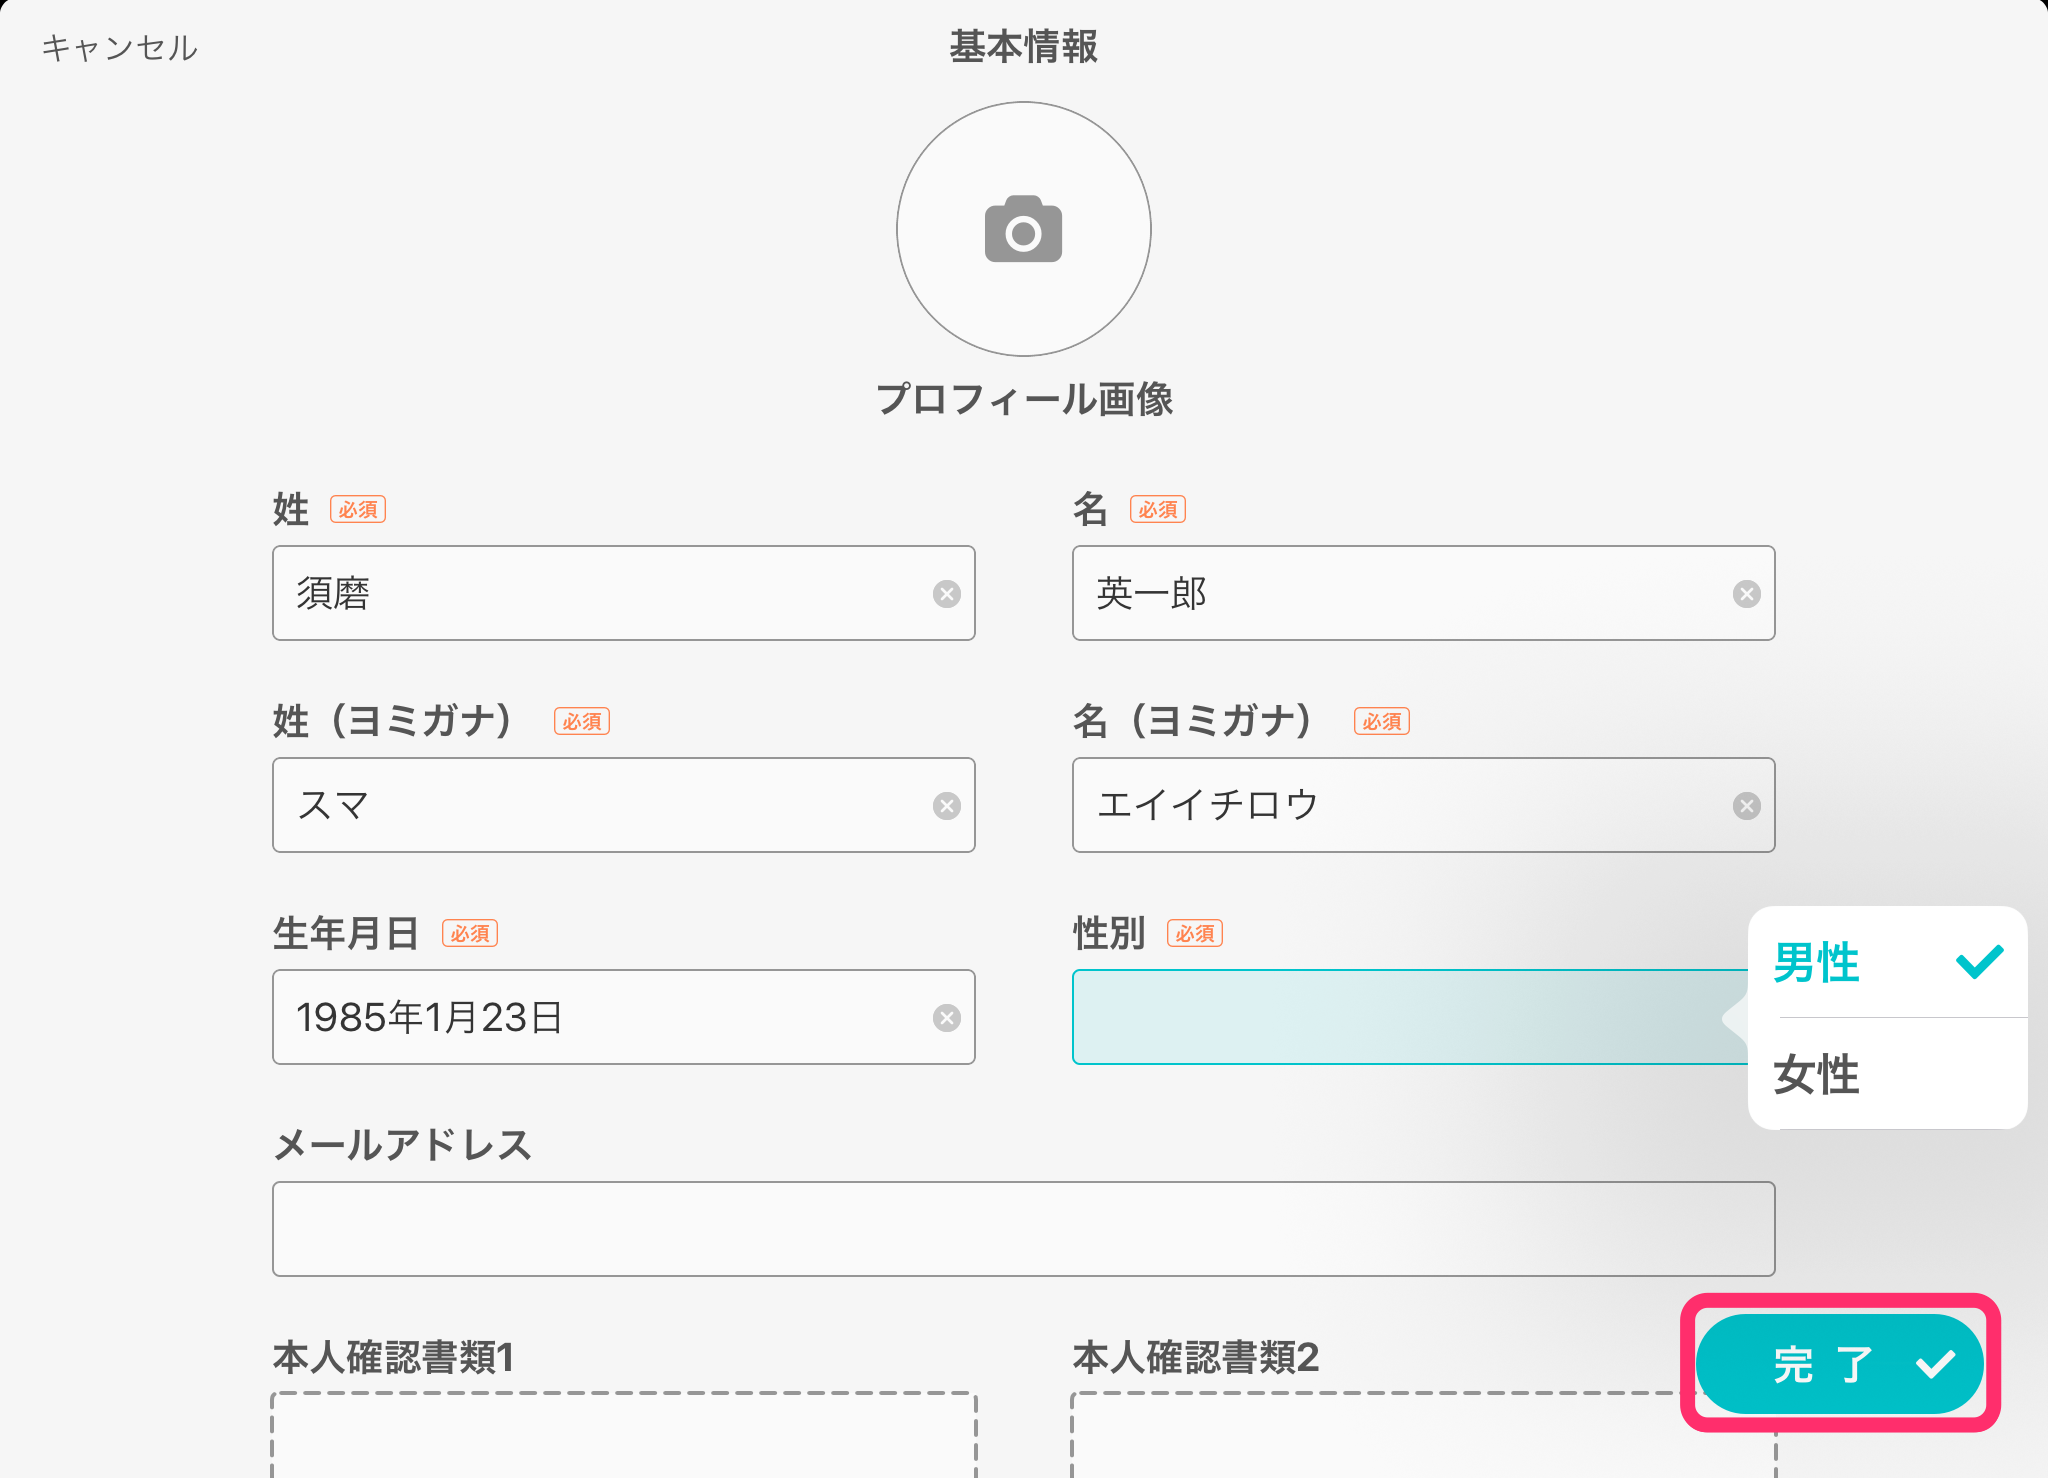 キャンセル
基本情報
プロフィール画像
姓 必須
名 必須
須磨
英一郎
姓（ヨミガナ） 必須
名（ヨミガナ） 必須
スマ
エイイチロウ
生年月日 必須
性別 必須
1985年1月23日
男性
女性
メールアドレス
本人確認書類1
本人確認書類2
完了